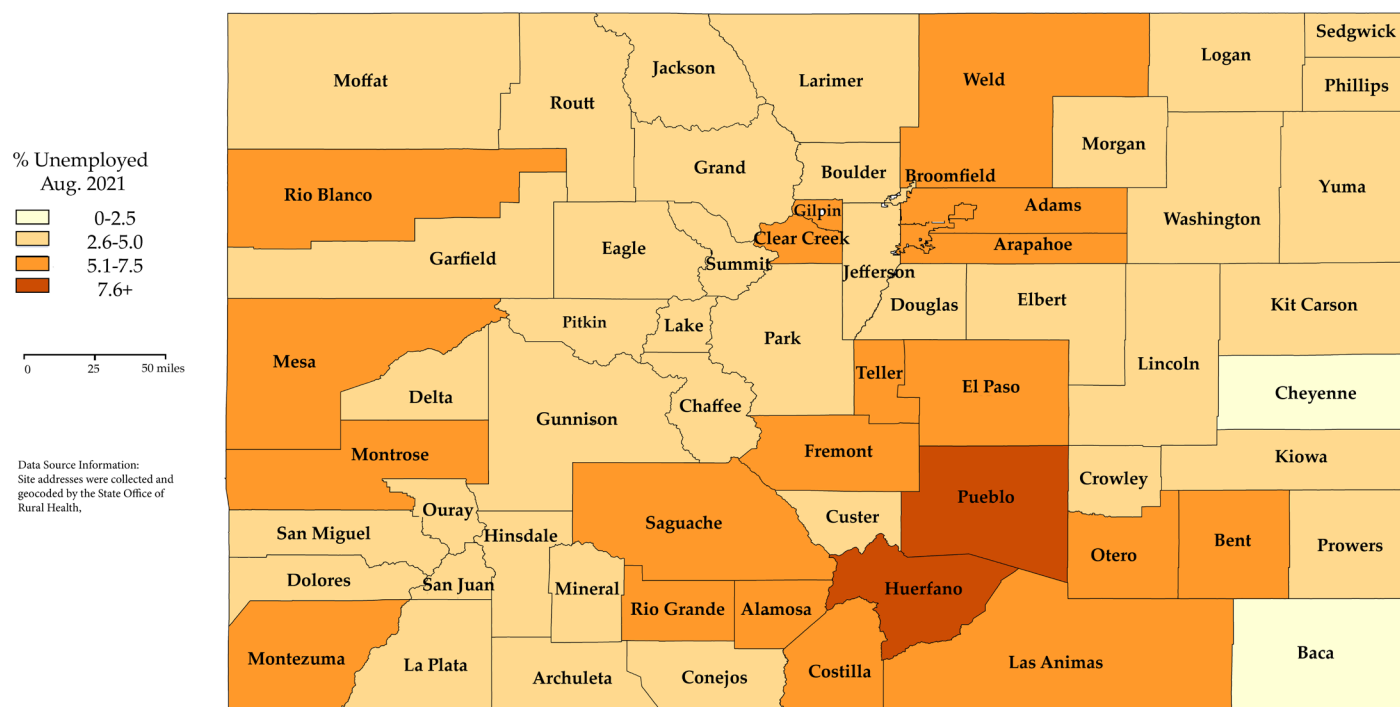 % Unemployed
Aug. 2021
0-2.5
2.6-5.0
5.1-7.5
7.6+
0 25 50 miles
Data Source Information:
Site addresses were collected and
geocoded by the State Office of
Rural Health,
Sedgwick
Logan
Jackson
Moffat
Larimer
Weld
Phillips
Routt
Morgan
Grand
Boulder
Broomfield
Yuma
Rio Blanco
Gilpin
Adams
Washington
Clear Creek
Arapahoe
Eagle
Garfield
Summit
Jefferson
Elbert
Douglas
Kit Carson
Pitkin
Lake
Park
Mesa
Lincoln
Teller
El Paso
Cheyenne
Delta
Chaffee
Gunnison
Fremont
Montrose
Kiowa
Crowley
Pueblo
Ouray
Custer
Saguache
San Miguel
Hinsdale
Bent
Prowers
Otero
Dolores
San Juan
Mineral
Huerfano
Rio Grande
Alamosa
Montezuma
La Plata
Costilla
Las Animas
Baca
Archuleta
Conejos